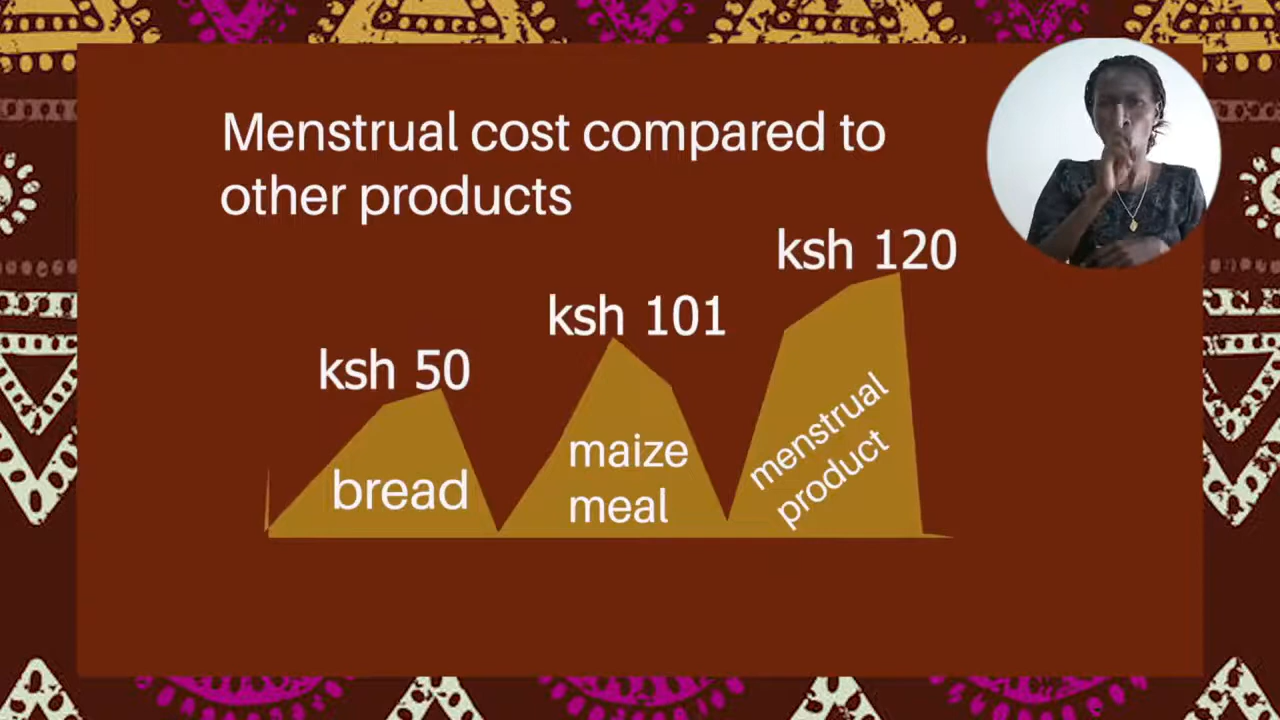 Menstrual cost compared to
other products
ksh 120
ksh 101
ksh 50
bread
maize
meal
menstrual
product